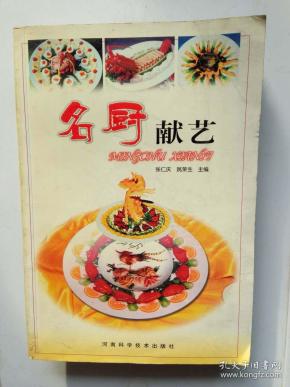 名厨献艺
MINGCHU XIANYI
张仁庆 阮荣生 主编
河南科学技术出版社
孔夫子旧书网
www.kongfz.com